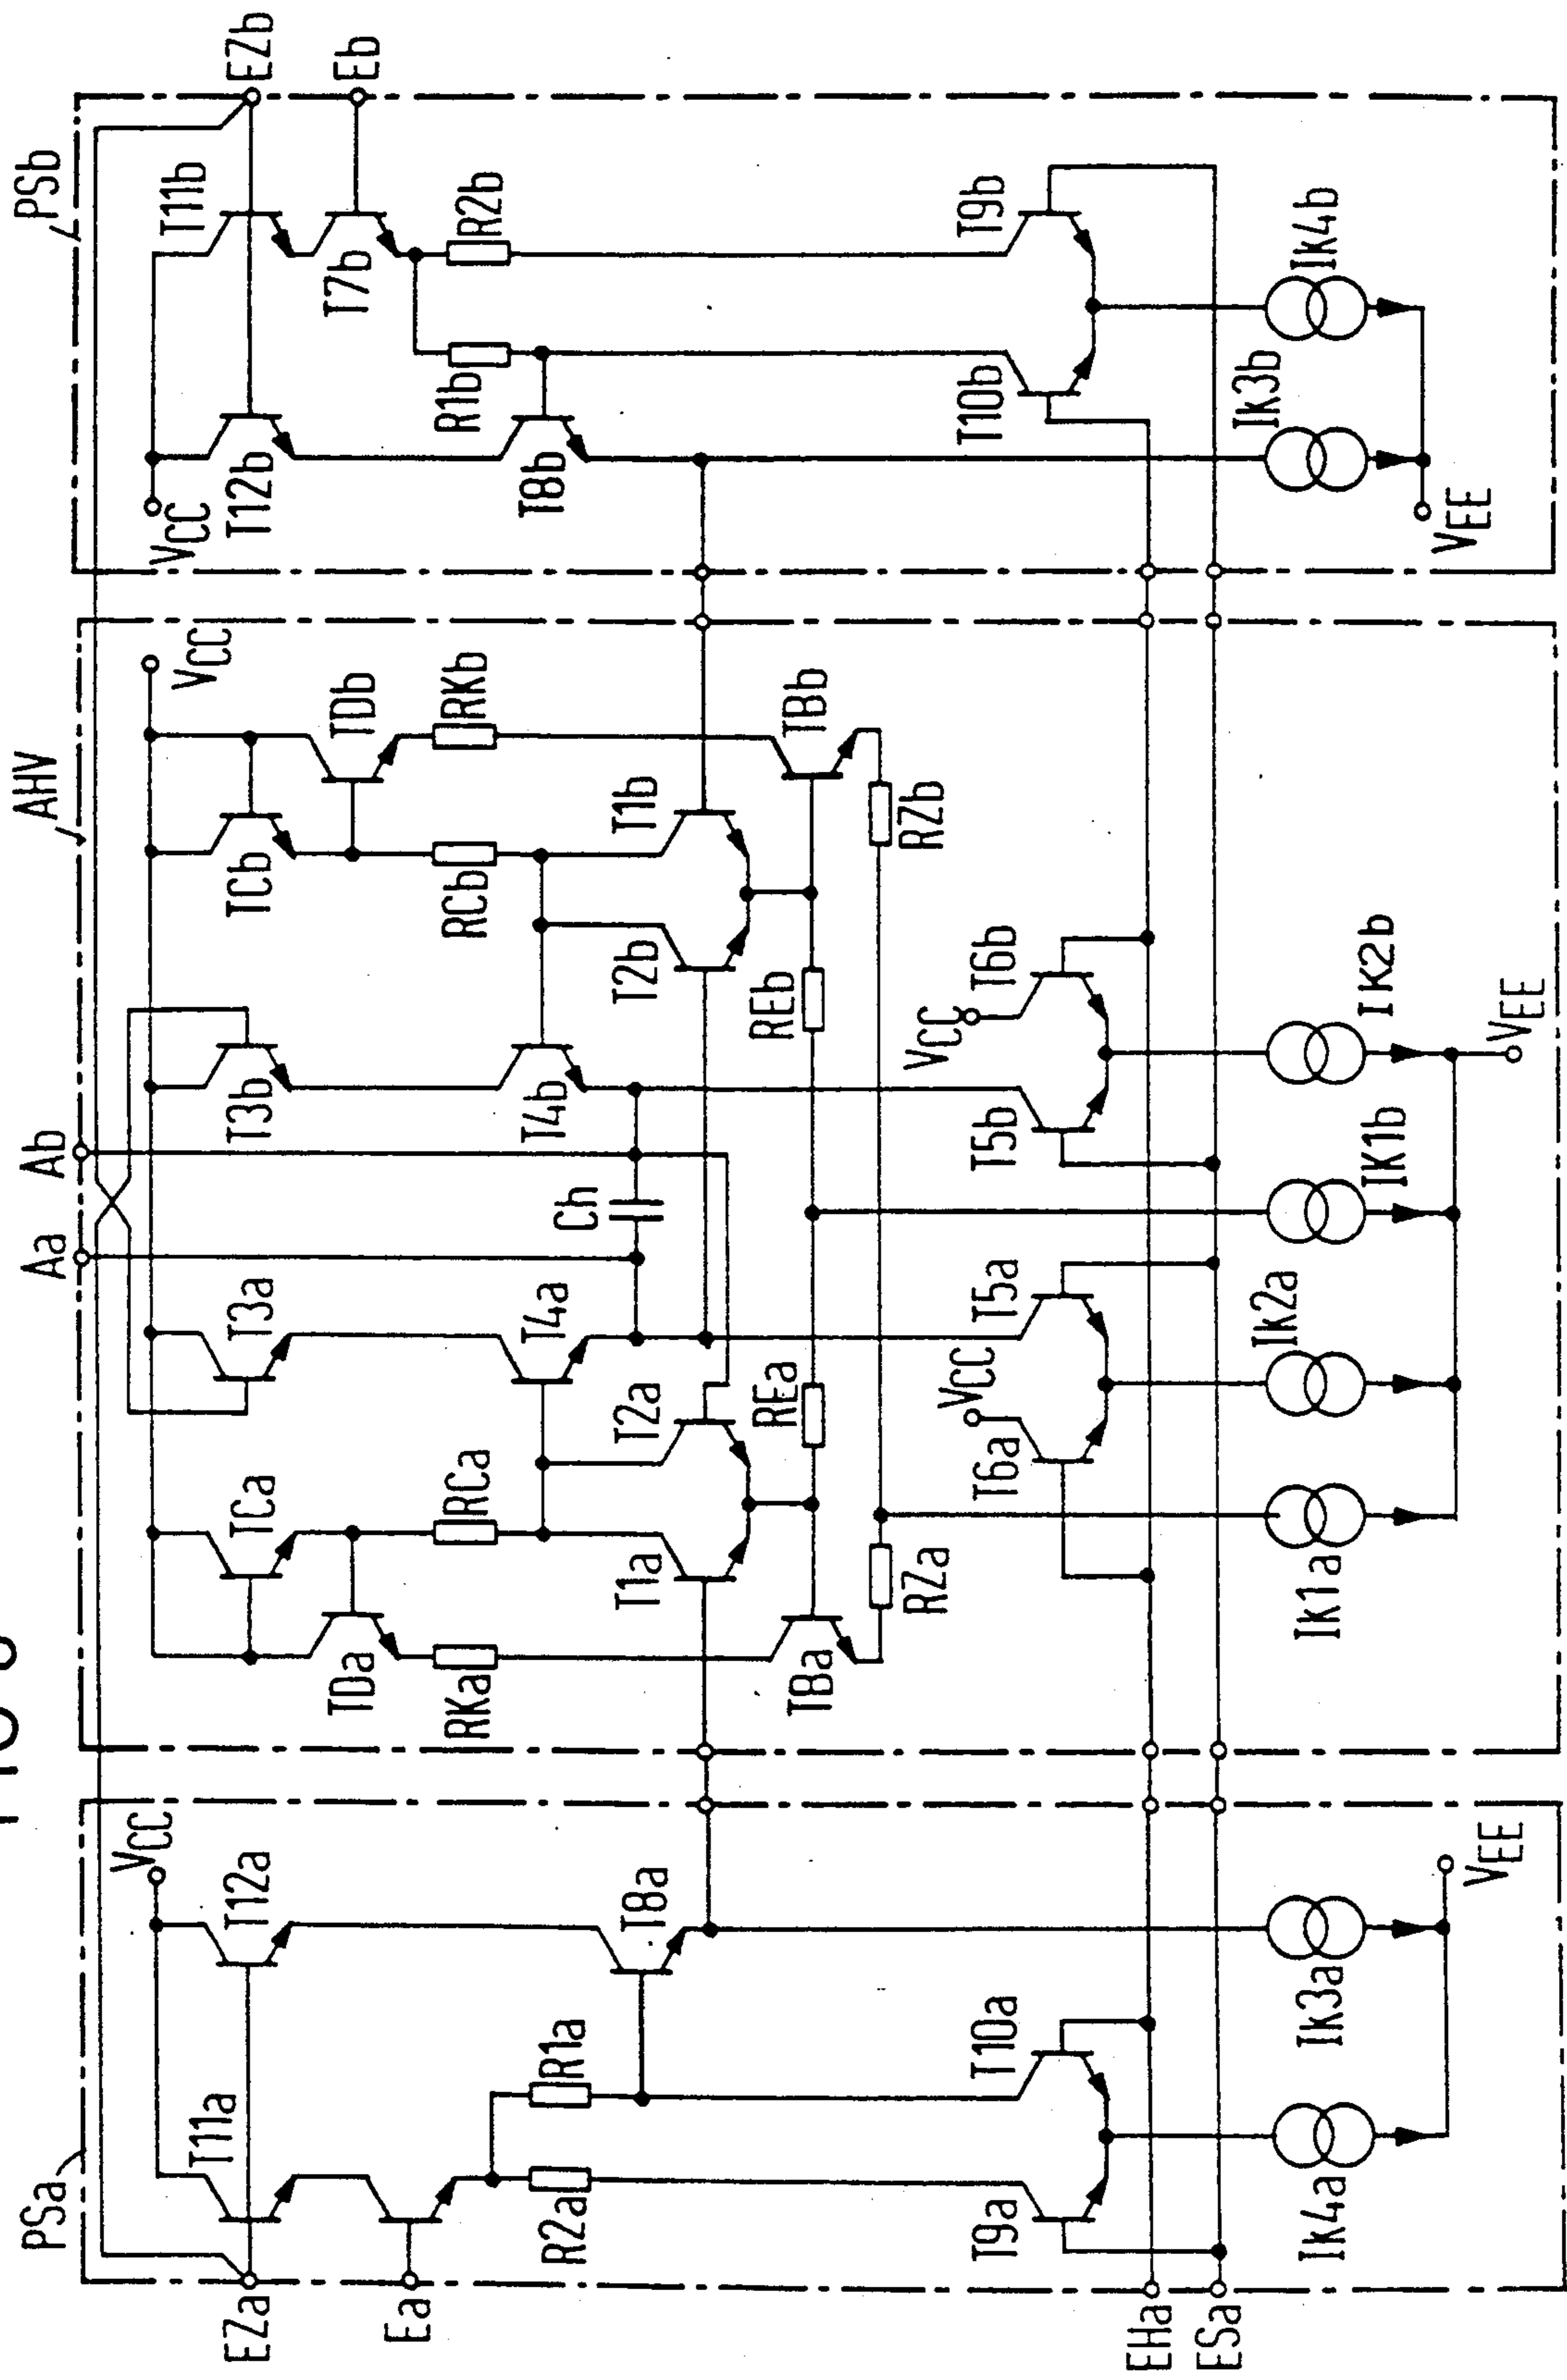 PSa
VCC
T11a
T12a
EZa
Ea
R2a
R1a
T8a
T9a
T10a
EHa
ESa
Ik4a
Ik3a
VEE
AHV
Aa
Ab
VCC
TCa
T3a
T3b
TCb
TDa
TDb
RKa
RCa
T4a
Ch
T4b
RCb
RKb
T1a
T2a
T2b
T1b
TBa
REa
REb
TBb
RZa
RZb
T6a
VCC
T5a
T5b
VCC
T6b
Ik1a
Ik2a
IK1b
IK2b
VEE
PSb
VCC
T12b
T11b
EZb
Eb
T7b
T8b
R1b
R2b
T10b
T9b
Ik3b
Ik4b
VEE